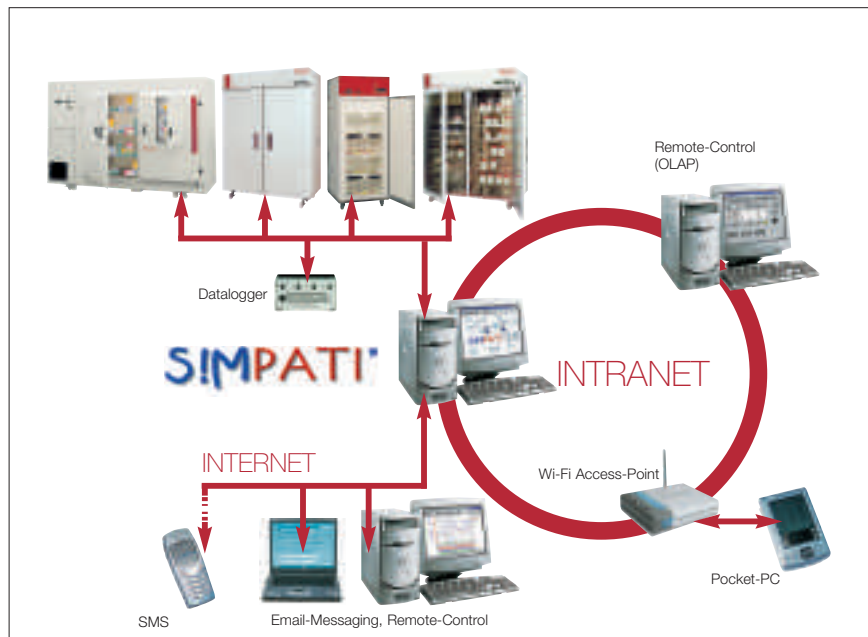 Remote-Control
(OLAP)
Datalogger
S!MPATI*
INTRANET
INTERNET
Wi-Fi Access-Point
Pocket-PC
SMS
Email-Messaging, Remote-Control